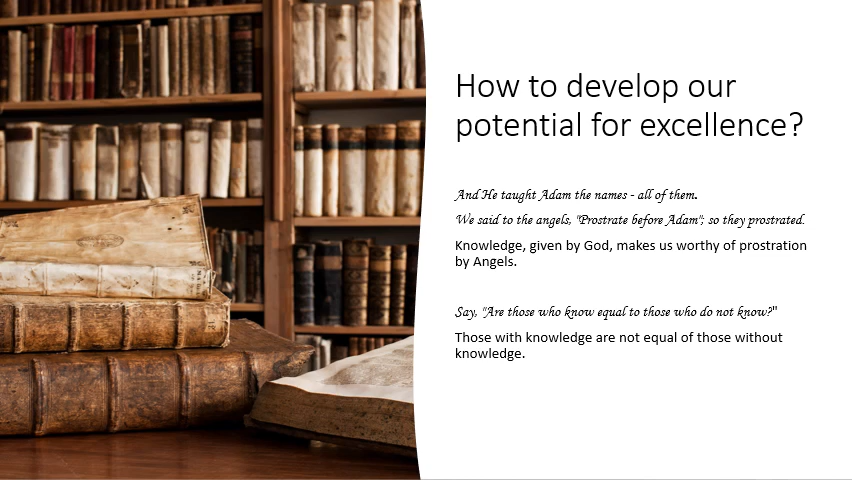 How to develop our
potential for excellence?
And He taught Adam the names - all of them.
We said to the angels, "Prostrate before Adam"; so they prostrated.
Knowledge, given by God, makes us worthy of prostration
by Angels.
Say, "Are those who know equal to those who do not know?"
Those with knowledge are not equal of those without
knowledge.